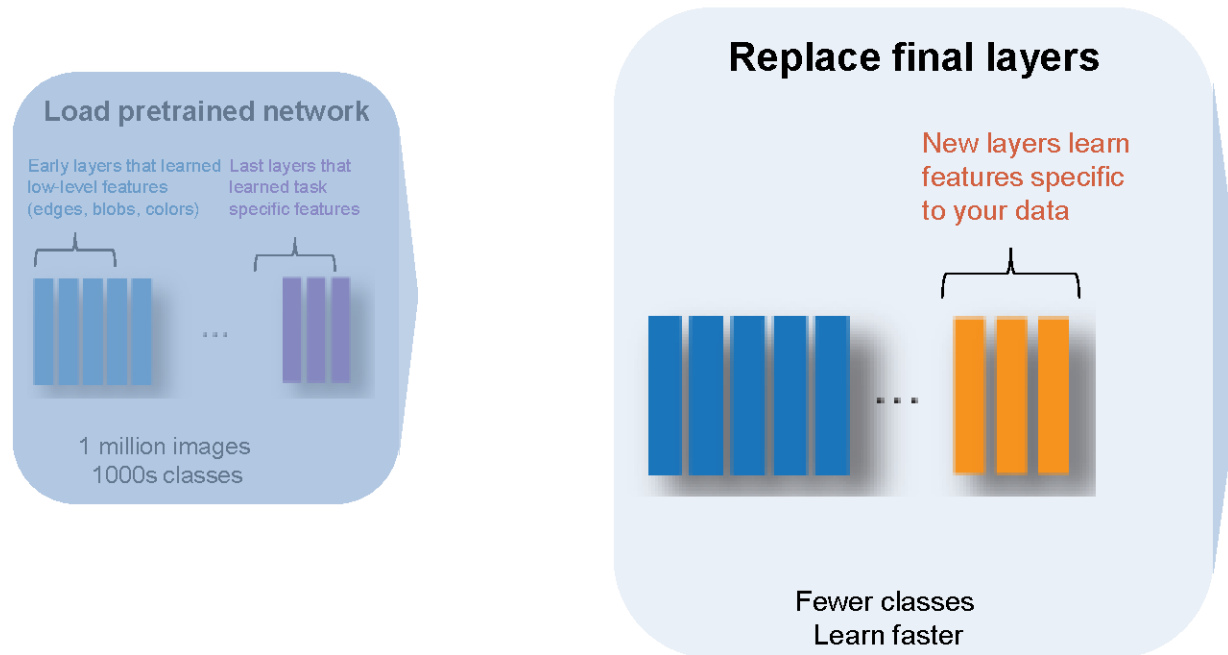 Load pretrained network
Early layers that learned
low-level features
(edges, blobs, colors)
Last layers that
learned task
specific features
...
1 million images
1000s classes
Replace final layers
New layers learn
features specific
to your data
...
Fewer classes
Learn faster